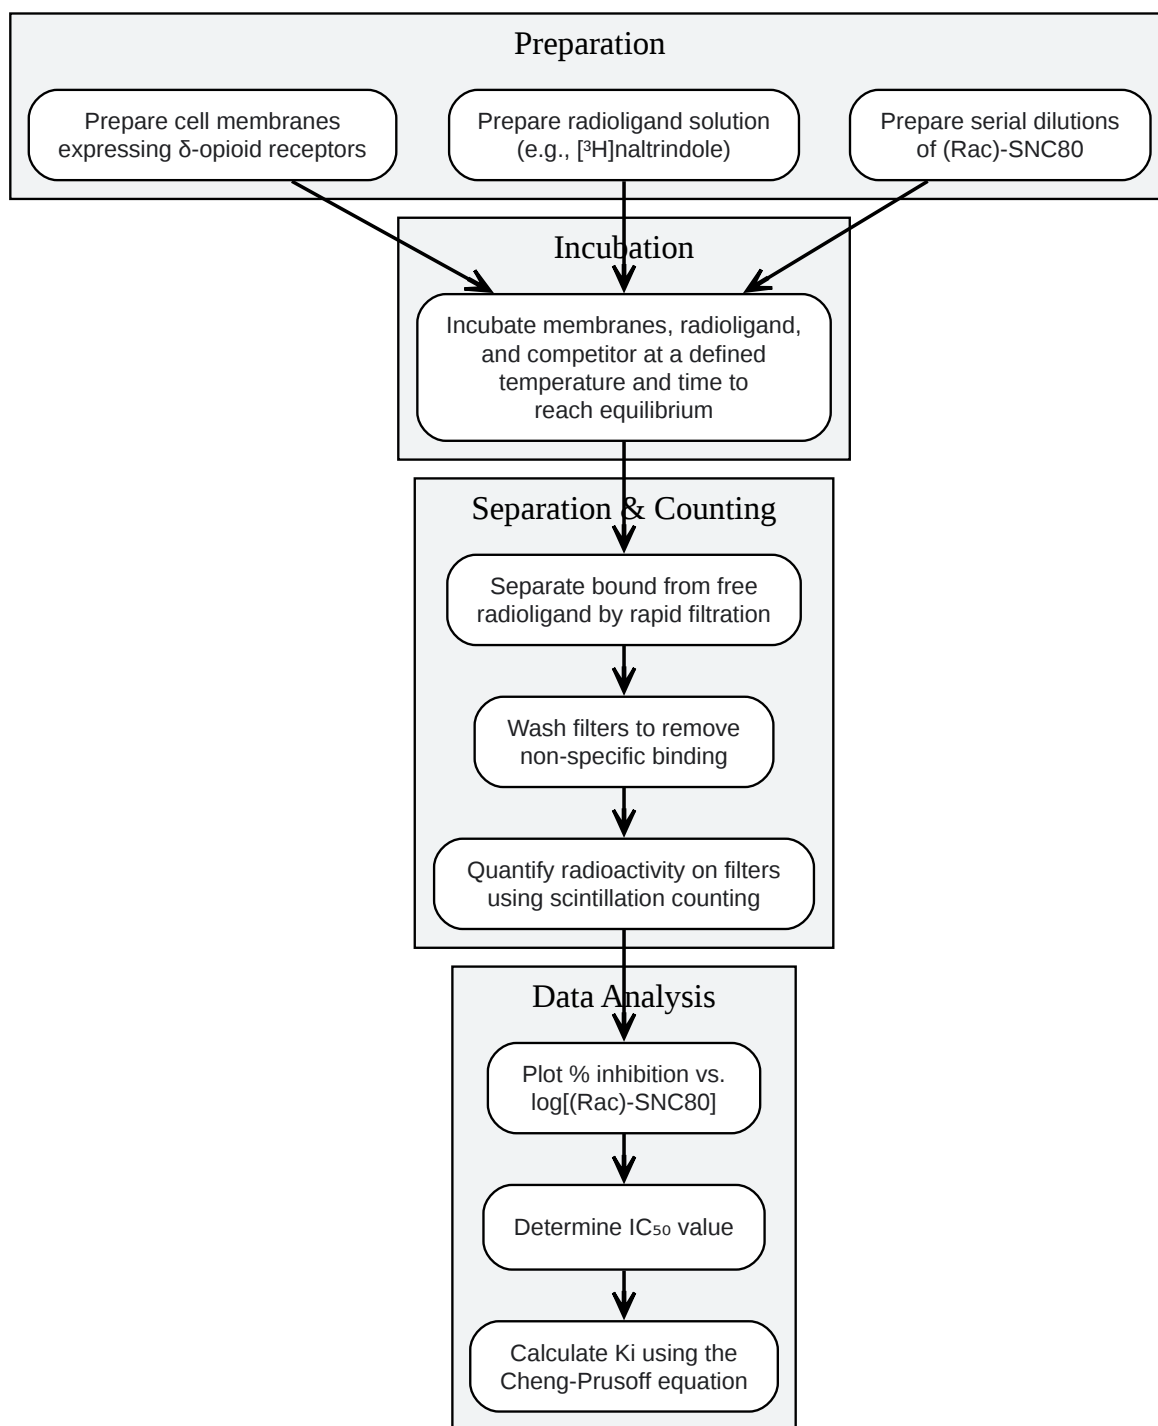 Preparation
Prepare cell membranes
expressing δ-opioid receptors
Prepare radioligand solution
(e.g., [³H]naltrindole)
Prepare serial dilutions
of (Rac)-SNC80
Incubation
Incubate membranes, radioligand,
and competitor at a defined
temperature and time to
reach equilibrium
Separation & Counting
Separate bound from free
radioligand by rapid filtration
Wash filters to remove
non-specific binding
Quantify radioactivity on filters
using scintillation counting
Data Analysis
Plot % inhibition vs.
log[(Rac)-SNC80]
Determine IC₅₀ value
Calculate Ki using the
Cheng-Prusoff equation